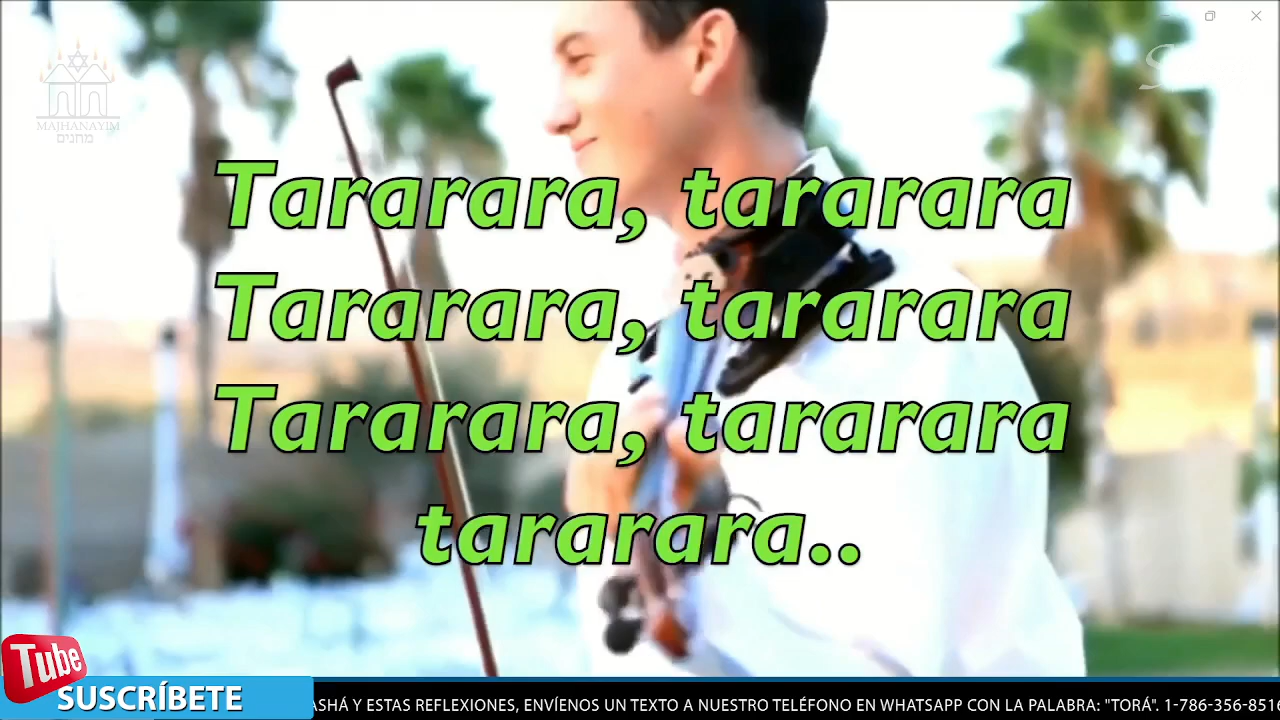 MAJHANAYIM
מחנים
Tararara, tararara
Tararara, tararara
Tararara, tararara
tararara..
Tube
SUSCRÍBETE
ASHÁ Y ESTAS REFLEXIONES, ENVÍENOS UN TEXTO A NUESTRO TELÉFONO EN WHATSAPP CON LA PALABRA: "TORÁ". 1-786-356-851